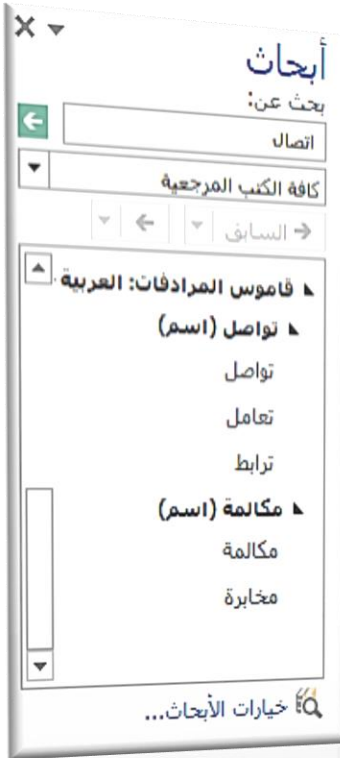 أبحاث
بحث عن:
اتصال
كافة الكتب المرجعية
السابق
قاموس المرادفات: العربية
تواصل (اسم)
تواصل
تعامل
ترابط
مكالمة (اسم)
مكالمة
مخابرة
خيارات الأبحاث...